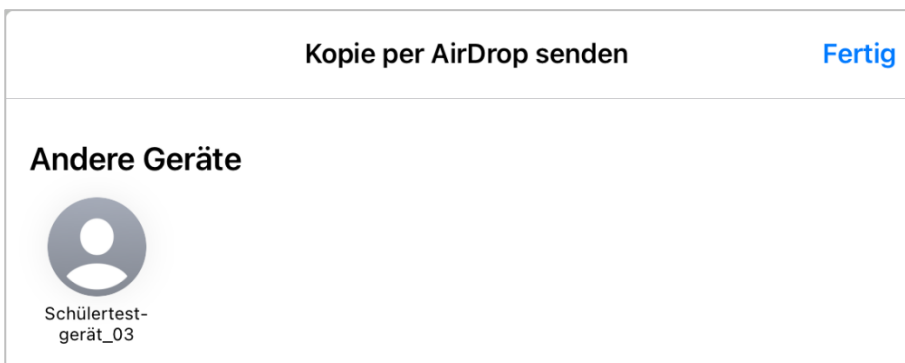 Kopie per AirDrop senden
Fertig
Andere Geräte
Schülertest-
gerät_03